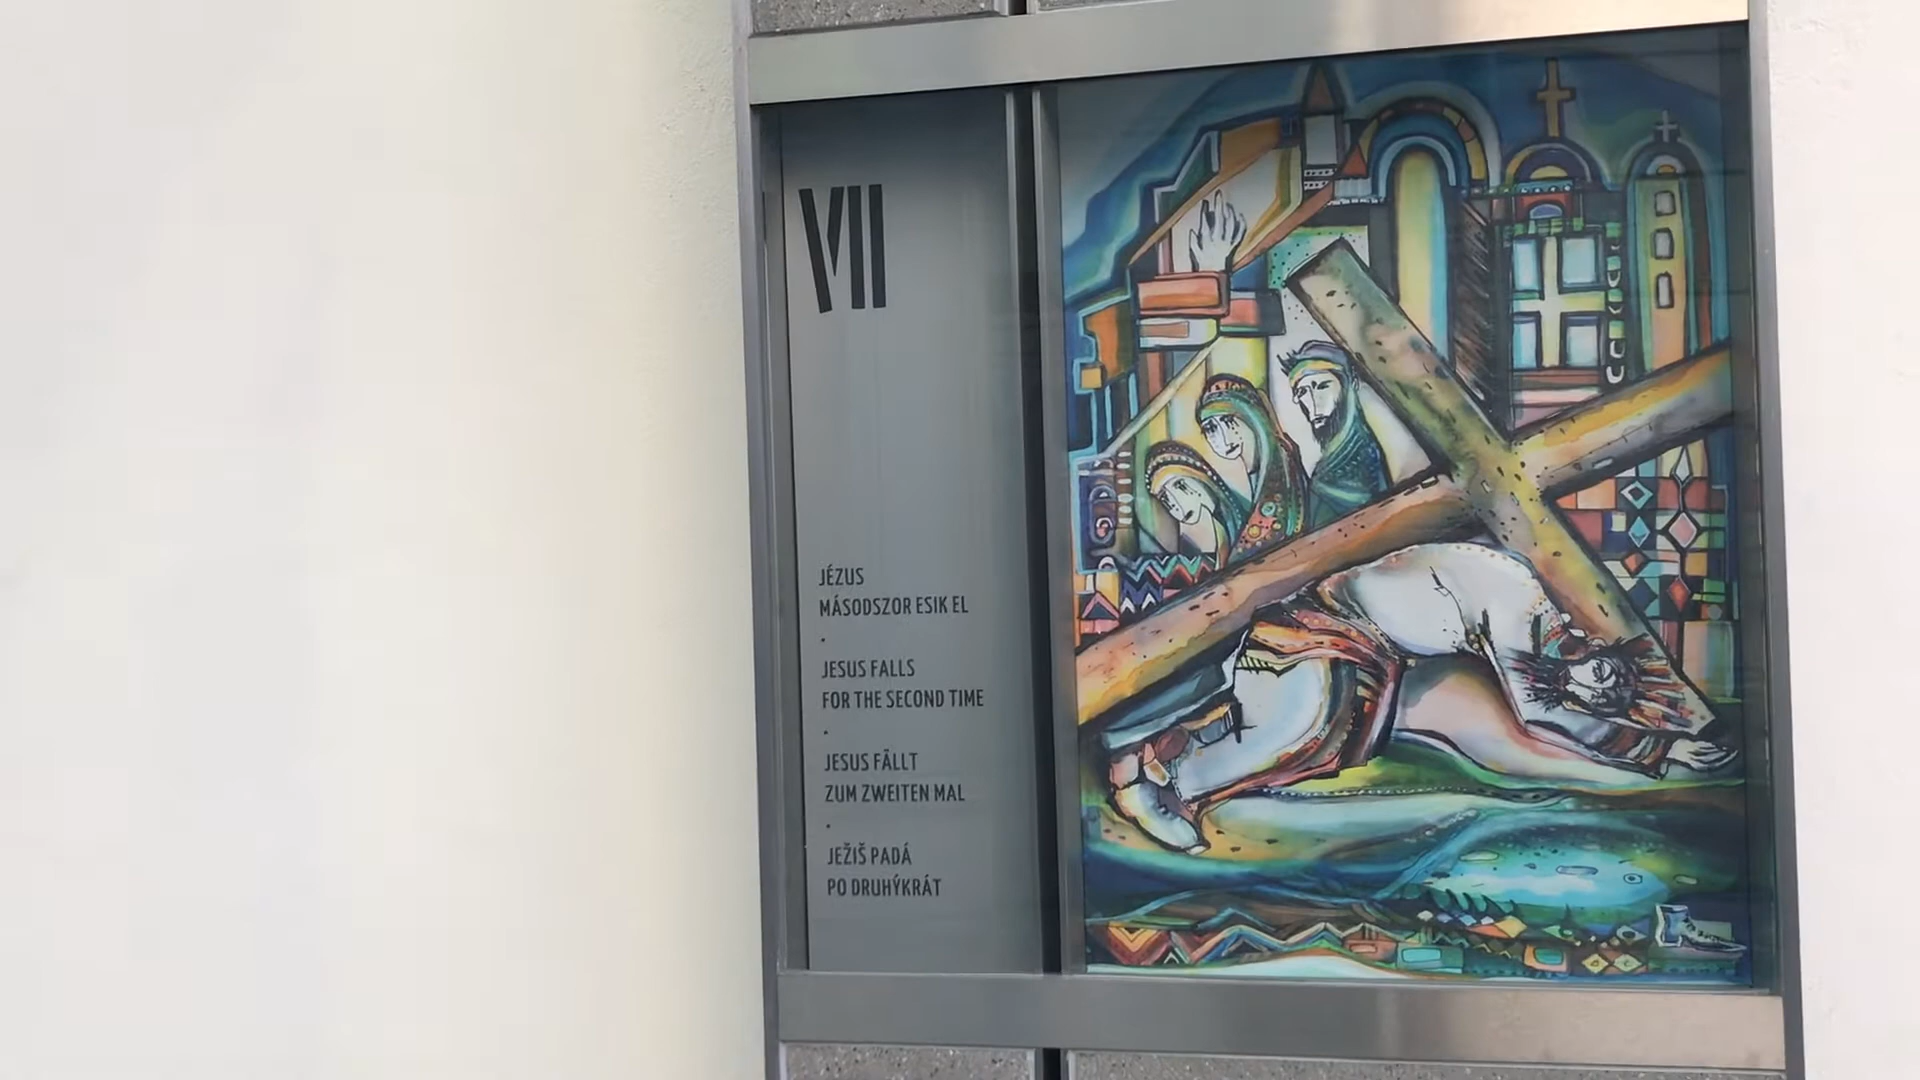 VII
JÉZUS
MÁSODSZOR ESIK EL
.
JESUS FALLS
FOR THE SECOND TIME
.
JESUS FÄLLT
ZUM ZWEITEN MAL
.
JEŽIŠ PADÁ
PO DRUHÝKRÁT